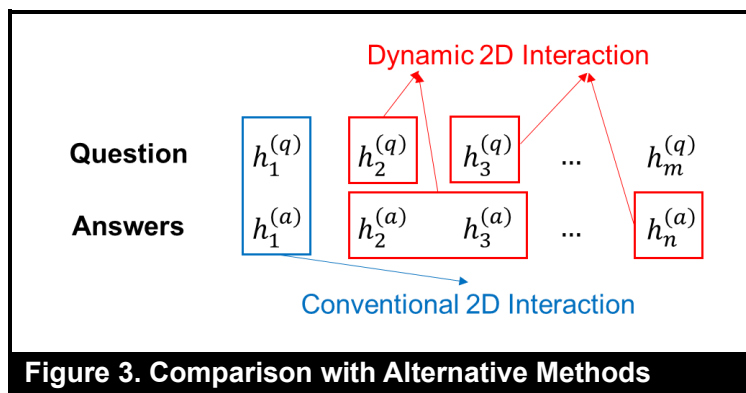 Dynamic 2D Interaction
Question h_1^{(q)} h_2^{(q)} h_3^{(q)} ... h_m^{(q)}
Answers h_1^{(a)} h_2^{(a)} h_3^{(a)} ... h_n^{(a)}
Conventional 2D Interaction
Figure 3. Comparison with Alternative Methods